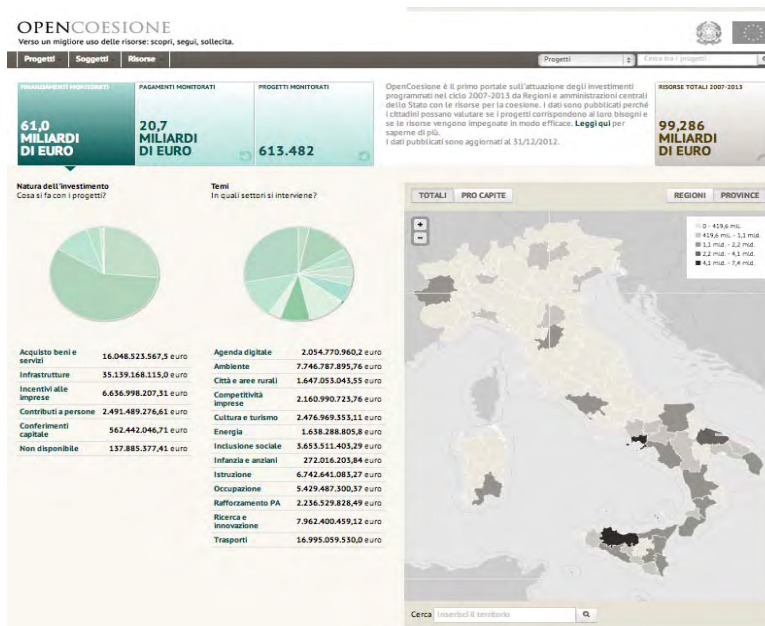 OPENCOESIONE
Verso un migliore uso delle risorse: scopri, segui, sollecita.
Progetti Soggetti Risorse
Progetti
Cerca tra i progetti
FINANZIAMENTI MONITORATI
61,0
MILIARDI
DI EURO
PAGAMENTI MONITORATI
20,7
MILIARDI
DI EURO
PROGETTI MONITORATI
613.482
OpenCoesione è il primo portale sull'attuazione degli investimenti
programmati nel ciclo 2007-2013 da Regioni e amministrazioni centrali
dello Stato con le risorse per la coesione. I dati sono pubblicati perché
i cittadini possano valutare se i progetti corrispondono ai loro bisogni e
se le risorse vengono impegnate in modo efficace. Leggi qui per
saperne di più.
I dati pubblicati sono aggiornati al 31/12/2012.
RISORSE TOTALI 2007-2013
99,286
MILIARDI
DI EURO
Natura dell'investimento
Cosa si fa con i progetti?
Acquisto beni e
servizi 16.048.523.567,5 euro
Infrastrutture 35.139.168.115,0 euro
Incentivi alle
imprese 6.636.998.207,31 euro
Contributi a persone 2.491.489.276,61 euro
Conferimenti
capitale 562.442.046,71 euro
Non disponibile 137.885.377,41 euro
Temi
In quali settori si interviene?
Agenda digitale 2.054.770.960,2 euro
Ambiente 7.746.787.895,76 euro
Città e aree rurali 1.647.053.043,55 euro
Competitività
imprese 2.160.990.723,76 euro
Cultura e turismo 2.476.969.353,11 euro
Energia 1.638.288.805,8 euro
Inclusione sociale 3.653.511.403,29 euro
Infanzia e anziani 272.016.203,84 euro
Istruzione 6.742.641.083,27 euro
Occupazione 5.429.487.300,37 euro
Rafforzamento PA 2.236.529.828,49 euro
Ricerca e
innovazione 7.962.400.459,12 euro
Trasporti 16.995.059.530,0 euro
TOTALI PRO CAPITE
REGIONI PROVINCE
+
−
0 - 419,6 mil.
419,6 mil. - 1,1 mld.
1,1 mld. - 2,2 mld.
2,2 mld. - 4,1 mld.
4,1 mld. - 7,4 mld.
Cerca Inserisci il territorio